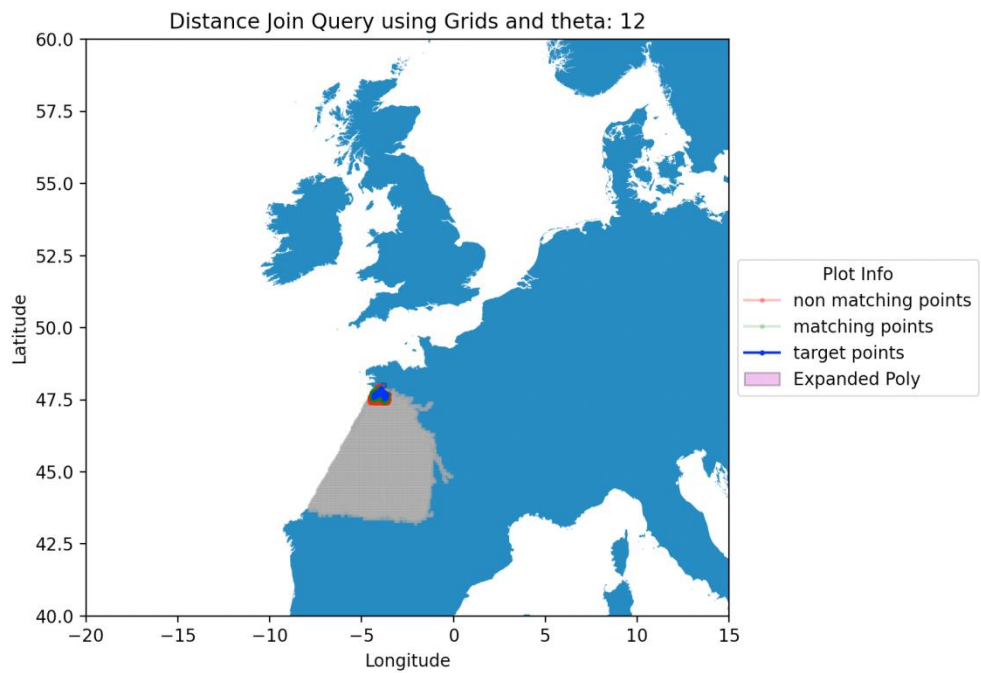 Distance Join Query using Grids and theta: 12
60.0
57.5
55.0
52.5
50.0
47.5
45.0
42.5
40.0
Latitude
−20
−15
−10
−5
0
5
10
15
Longitude
Plot Info
non matching points
matching points
target points
Expanded Poly